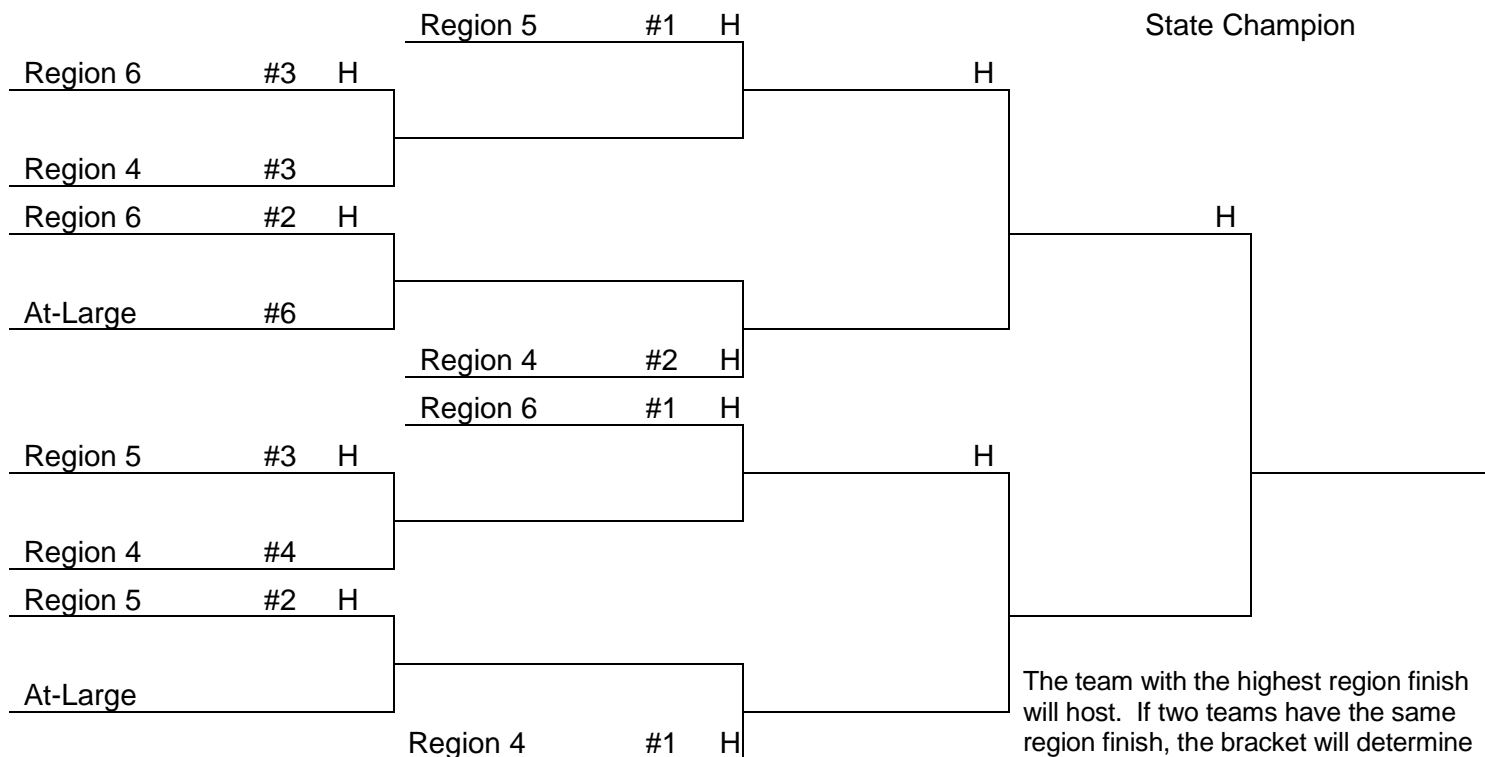 Region 5 #1 H State Champion
Region 6 #3 H H
Region 4 #3
Region 6 #2 H H
At-Large #6
Region 4 #2 H
Region 6 #1 H
Region 5 #3 H H
Region 4 #4
Region 5 #2 H
At-Large
Region 4 #1 H
The team with the highest region finish
will host. If two teams have the same
region finish, the bracket will determine